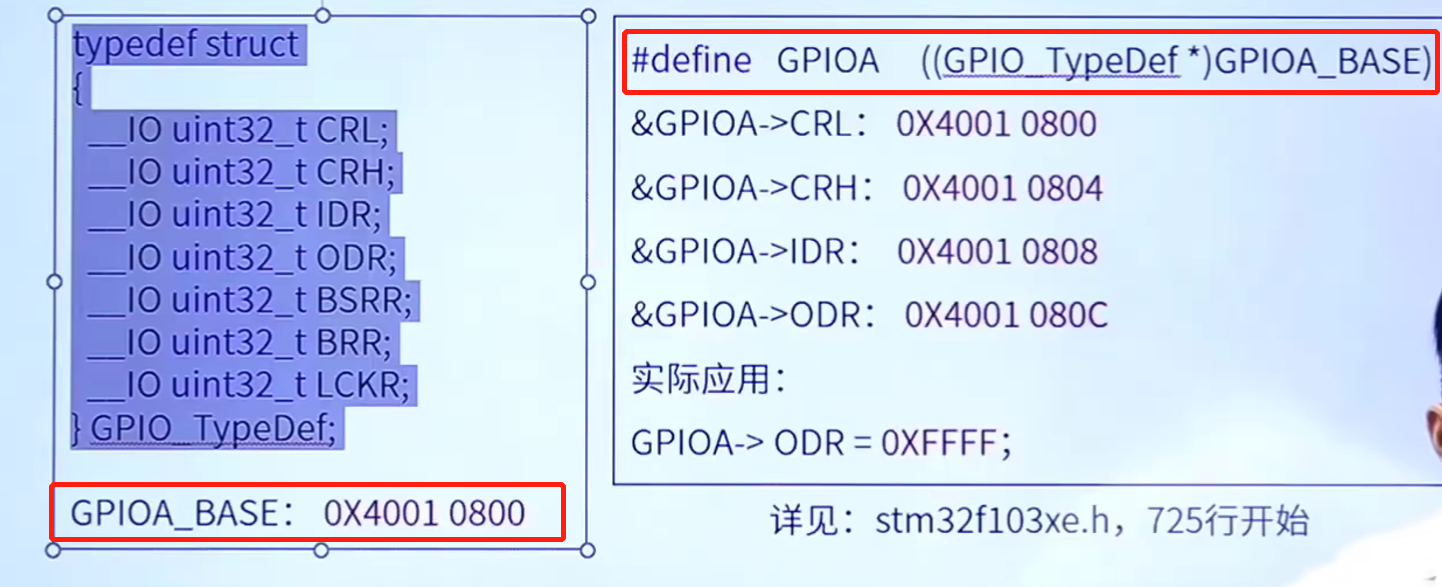 typedef struct
{
__IO uint32_t CRL;
__IO uint32_t CRH;
__IO uint32_t IDR;
__IO uint32_t ODR;
__IO uint32_t BSRR;
__IO uint32_t BRR;
__IO uint32_t LCKR;
} GPIO_TypeDef;
GPIOA_BASE： 0X4001 0800
#define GPIOA ((GPIO_TypeDef *)GPIOA_BASE)
&GPIOA->CRL： 0X4001 0800
&GPIOA->CRH： 0X4001 0804
&GPIOA->IDR： 0X4001 0808
&GPIOA->ODR： 0X4001 080C
实际应用：
GPIOA-> ODR = 0XFFFF；
详见：stm32f103xe.h，725行开始